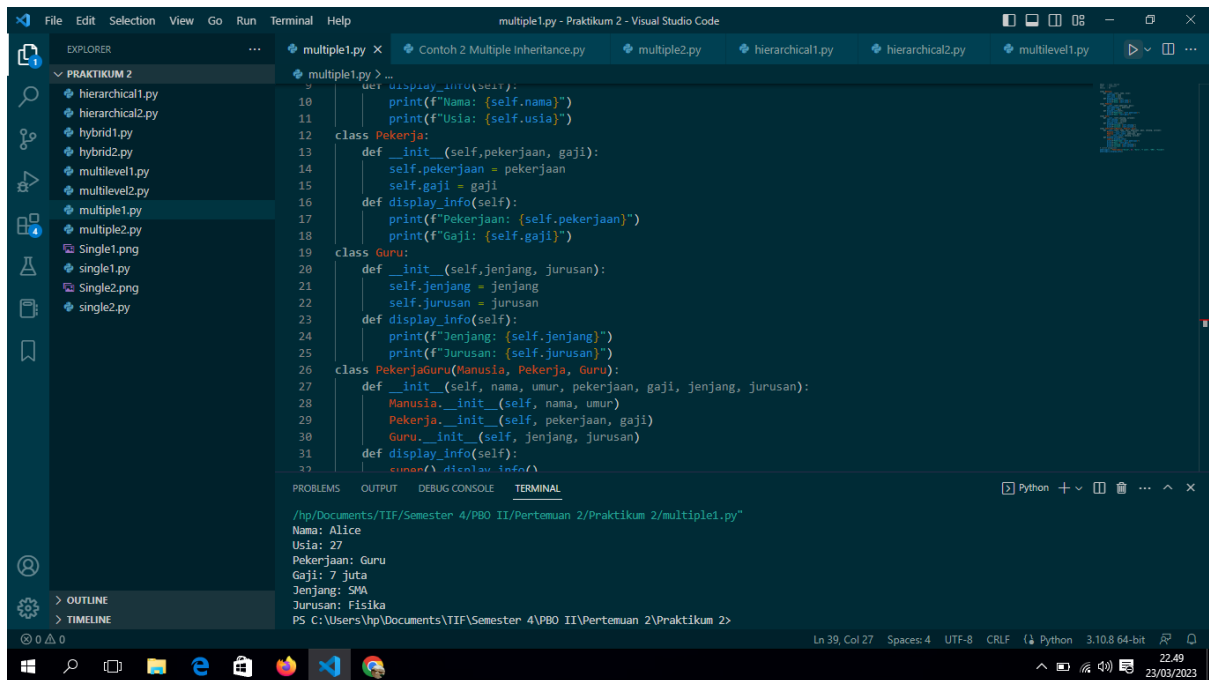 File Edit Selection View Go Run Terminal Help multiple1.py - Praktikum 2 - Visual Studio Code
EXPLORER ...
PRAKTIKUM 2
hierarchical1.py
hierarchical2.py
hybrid1.py
hybrid2.py
multilevel1.py
multilevel2.py
multiple1.py
multiple2.py
Single1.png
single1.py
Single2.png
single2.py
OUTLINE
TIMELINE
1
4
multiple1.py Contoh 2 Multiple Inheritance.py multiple2.py hierarchical1.py hierarchical2.py multilevel1.py ...
multiple1.py > ...
9 def display_info(self):
10 print(f"Nama: {self.nama}")
11 print(f"Usia: {self.usia}")
12 class Pekerja:
13 def __init__(self,pekerjaan, gaji):
14 self.pekerjaan = pekerjaan
15 self.gaji = gaji
16 def display_info(self):
17 print(f"Pekerjaan: {self.pekerjaan}")
18 print(f"Gaji: {self.gaji}")
19 class Guru:
20 def __init__(self,jenjang, jurusan):
21 self.jenjang = jenjang
22 self.jurusan = jurusan
23 def display_info(self):
24 print(f"Jenjang: {self.jenjang}")
25 print(f"Jurusan: {self.jurusan}")
26 class PekerjaGuru(Manusia, Pekerja, Guru):
27 def __init__(self, nama, umur, pekerjaan, gaji, jenjang, jurusan):
28 Manusia.__init__(self, nama, umur)
29 Pekerja.__init__(self, pekerjaan, gaji)
30 Guru.__init__(self, jenjang, jurusan)
31 def display_info(self):
32 super().display_info()
PROBLEMS OUTPUT DEBUG CONSOLE TERMINAL Python ...
/hp/Documents/TIF/Semester 4/PBO II/Pertemuan 2/Praktikum 2/multiple1.py"
Nama: Alice
Usia: 27
Pekerjaan: Guru
Gaji: 7 juta
Jenjang: SMA
Jurusan: Fisika
PS C:\Users\hp\Documents\TIF\Semester 4\PBO II\Pertemuan 2\Praktikum 2>
0 0 Ln 39, Col 27 Spaces: 4 UTF-8 CRLF Python 3.10.8 64-bit
22.49
23/03/2023